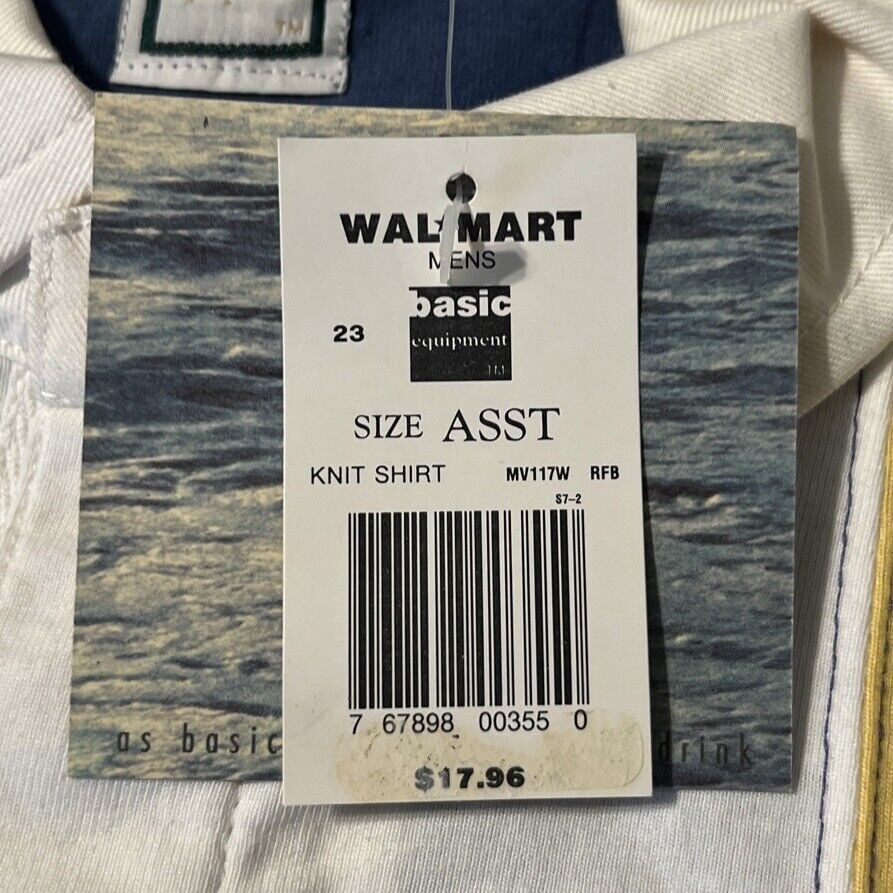 TM
WAL★MART
MENS
basic
23
equipment
TM
SIZE ASST
KNIT SHIRT MV117W RFB
S7-2
7 67898 00355 0
as basic drink
$17.96